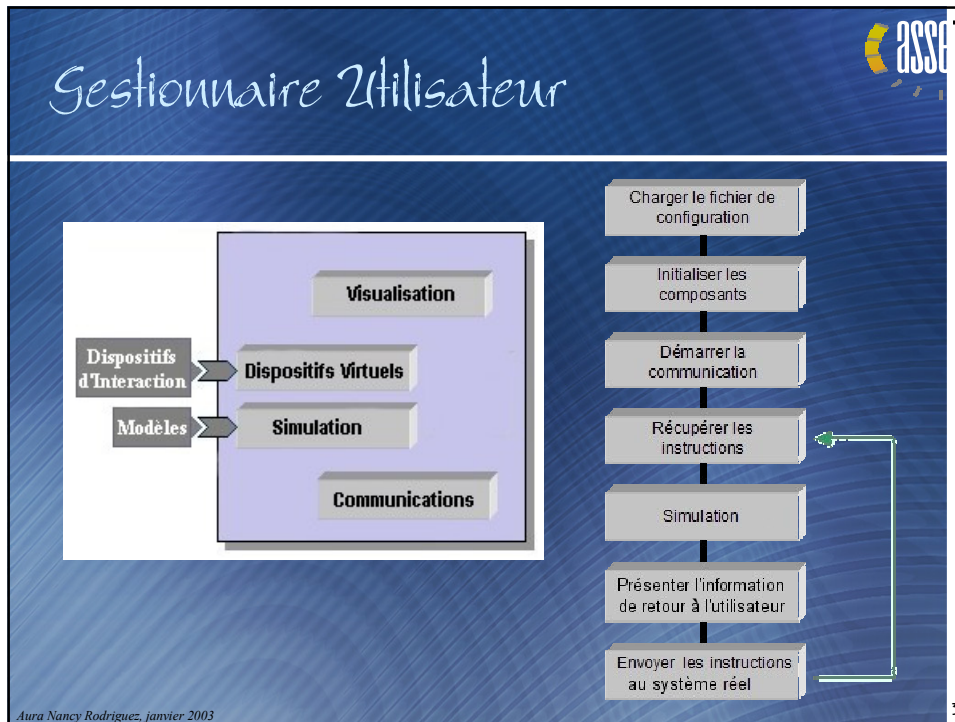 Gestionnaire Utilisateur
asse
Visualisation
Dispositifs
d'Interaction
Dispositifs Virtuels
Modèles
Simulation
Communications
Charger le fichier de
configuration
Initialiser les
composants
Démarrer la
communication
Récupérer les
instructions
Simulation
Présenter l'information
de retour à l'utilisateur
Envoyer les instructions
au système réel
Aura Nancy Rodriguez, janvier 2003